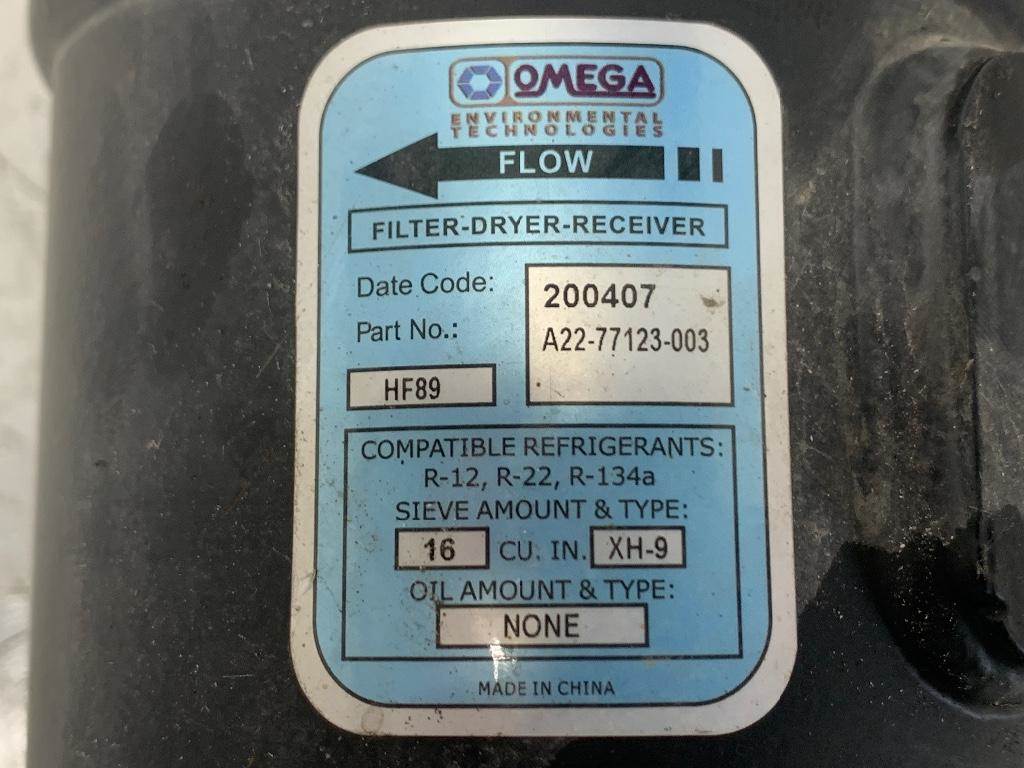 OMEGA
ENVIRONMENTAL
TECHNOLOGIES
FLOW
FILTER-DRYER-RECEIVER
Date Code: 200407
Part No.: A22-77123-003
HF89
COMPATIBLE REFRIGERANTS:
R-12, R-22, R-134a
SIEVE AMOUNT & TYPE:
16 CU. IN. XH-9
OIL AMOUNT & TYPE:
NONE
MADE IN CHINA